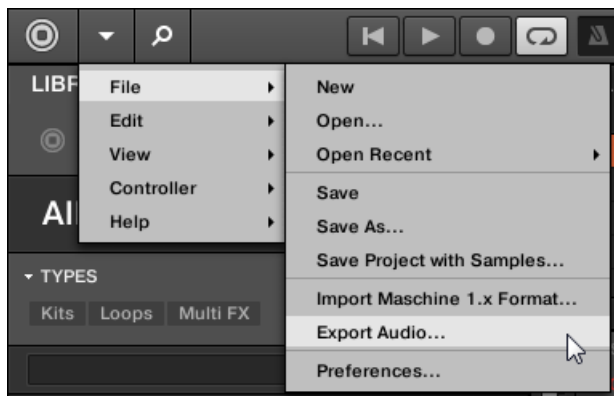 LIBR
File
Edit
View
Controller
Help
New
Open...
Open Recent
Save
Save As...
Save Project with Samples...
Import Maschine 1.x Format...
Export Audio...
Preferences...
All
TYPES
Kits Loops Multi FX